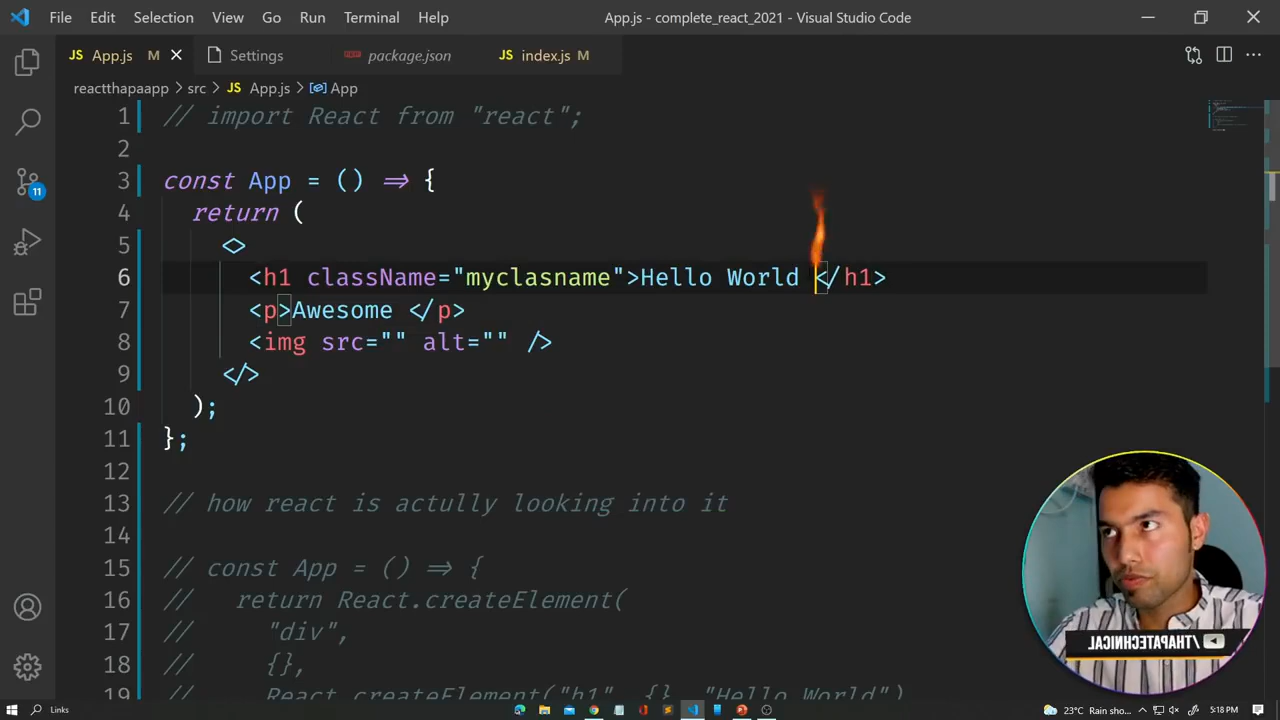 File Edit Selection View Go Run Terminal Help
App.js - complete_react_2021 - Visual Studio Code
JS App.js M
Settings
package.json
JS index.js M
reactthapaapp > src > JS App.js > App
1 // import React from "react";
2
3 const App = () => {
4 return (
5 <>
6 <h1 className="myclasname">Hello World </h1>
7 <p>Awesome </p>
8 <img src="" alt="" />
9 </>
10 );
11 };
12
13 // how react is actully looking into it
14
15 // const App = () => {
16 // return React.createElement(
17 // "div",
18 // {},
19 // React.createElement("h1", {}, "Hello World")
11
/THAPATECHNICAL
Links
23°C Rain sho...
5:18 PM